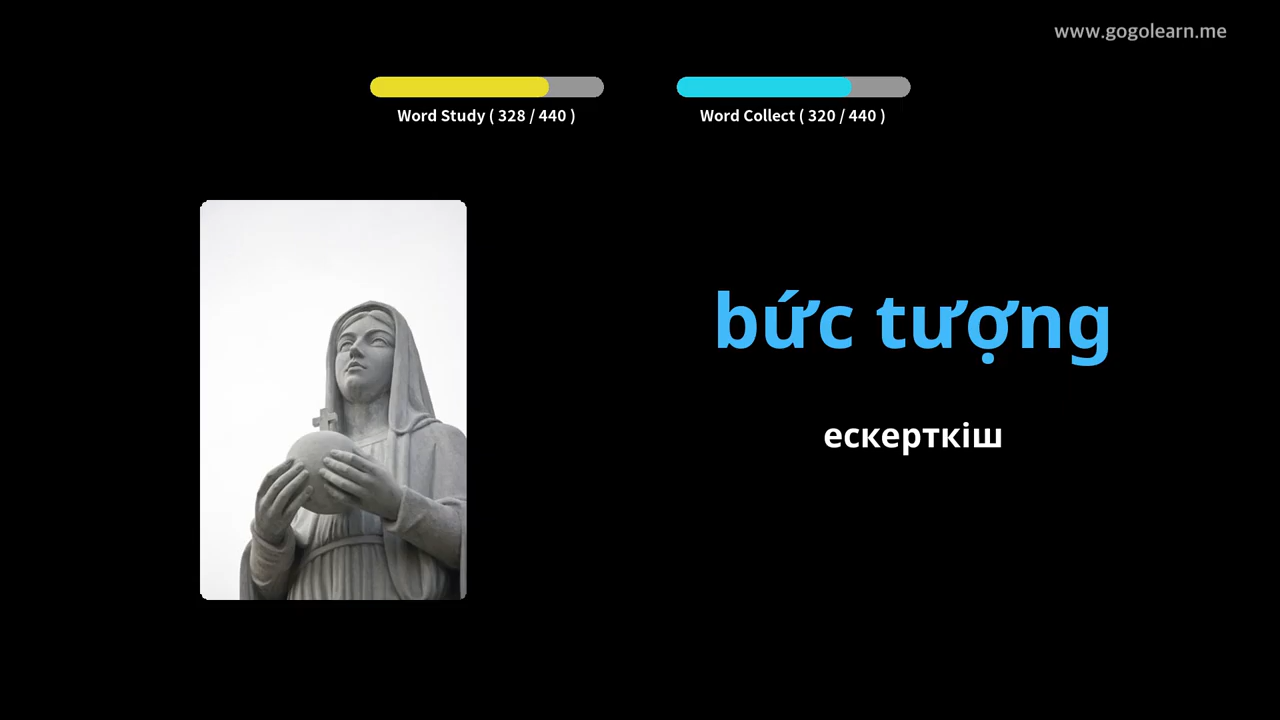 www.gogolearn.me
Word Study ( 328 / 440 )
Word Collect ( 320 / 440 )
bức tượng
ескерткіш